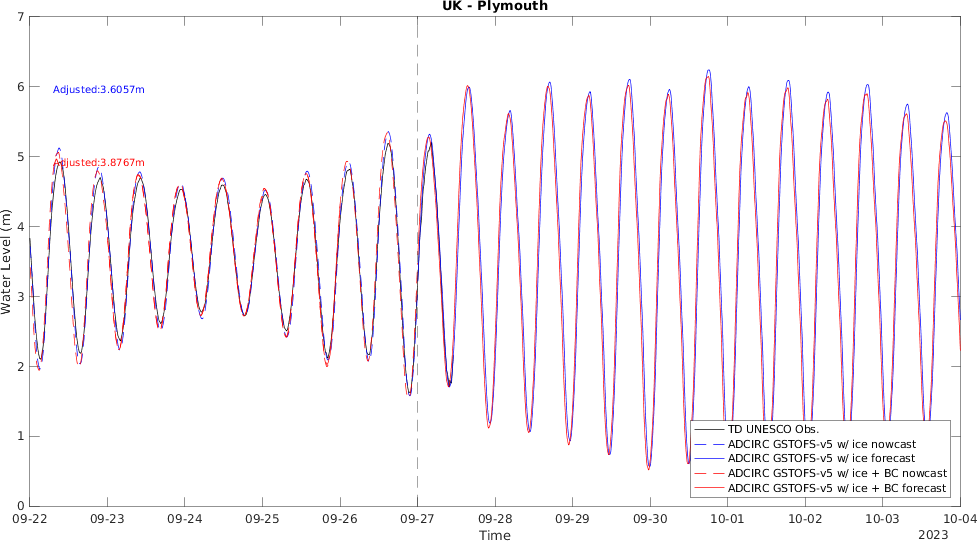 UK - Plymouth
7
6
5
4
3
2
1
0
Water Level (m)
Adjusted:3.6057m
Adjusted:3.8767m
TD UNESCO Obs.
ADCIRC GSTOFS-v5 w/ ice nowcast
ADCIRC GSTOFS-v5 w/ ice forecast
ADCIRC GSTOFS-v5 w/ ice + BC nowcast
ADCIRC GSTOFS-v5 w/ ice + BC forecast
09-22 09-23 09-24 09-25 09-26 09-27 09-28 09-29 09-30 10-01 10-02 10-03 10-04
Time
2023